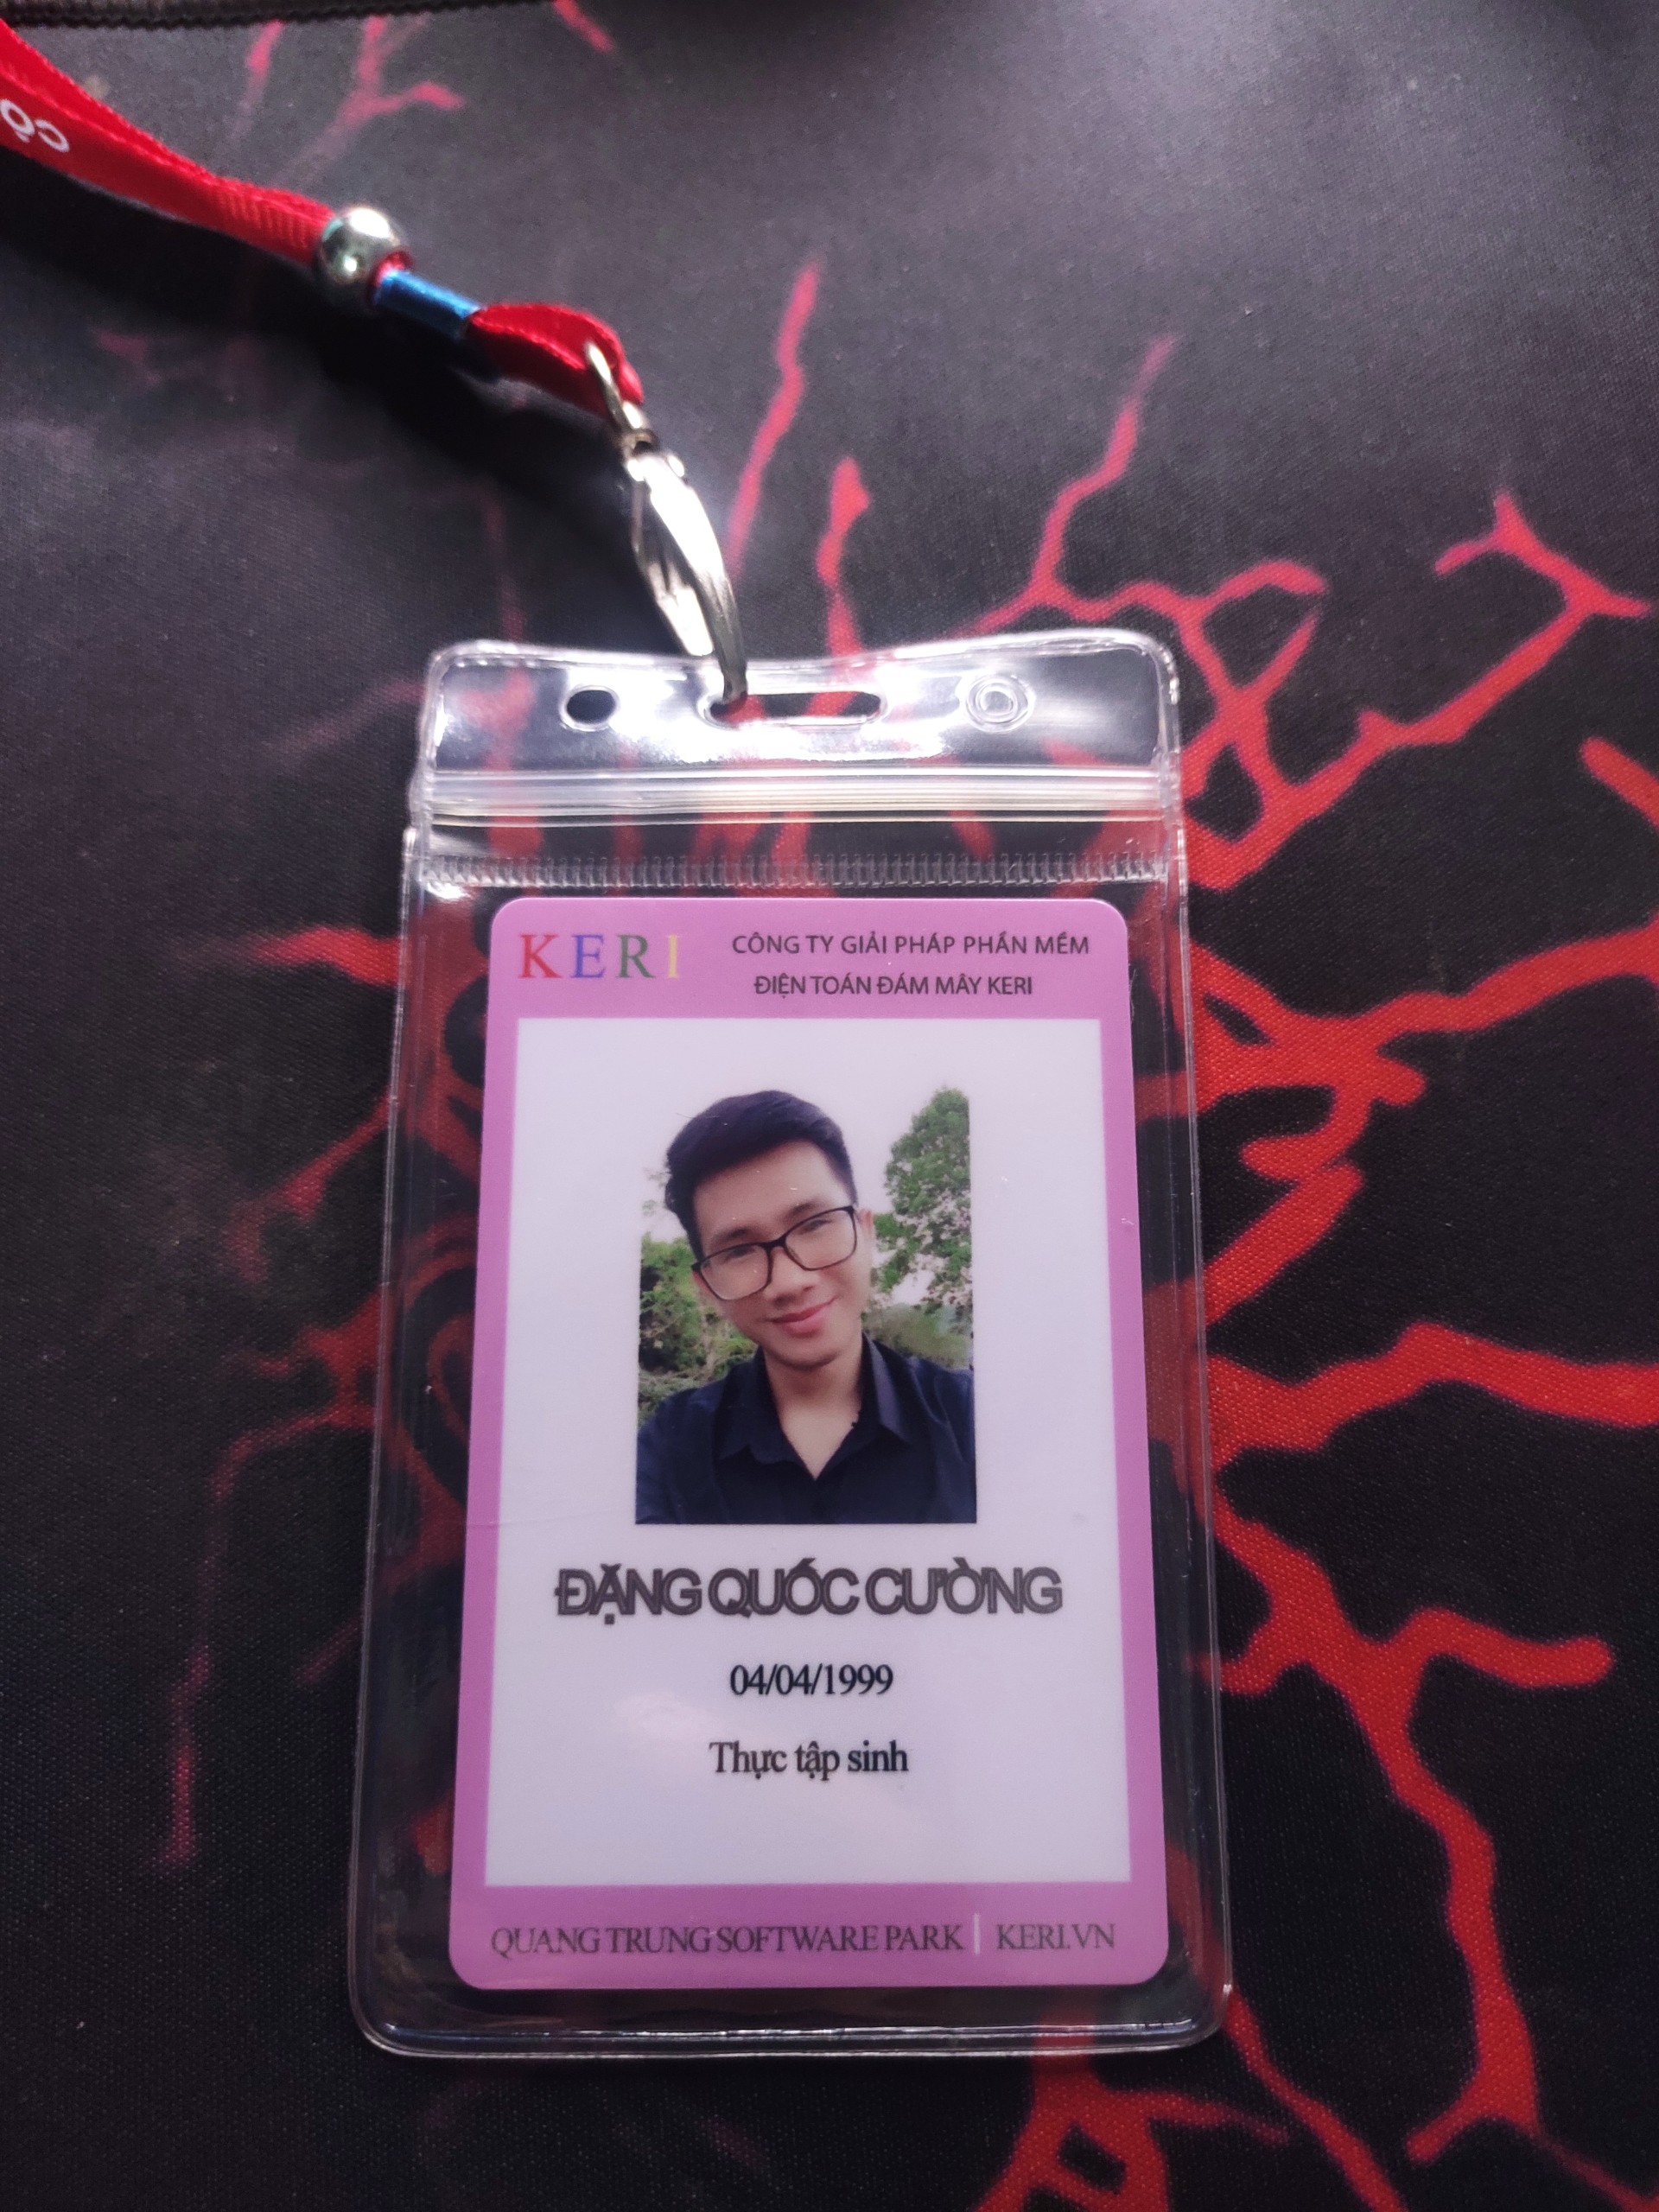 CỘ
KERI
CÔNG TY GIẢI PHÁP PHẦN MỀM
ĐIỆN TOÁN ĐÁM MÂY KERI
ĐẶNG QUỐC CƯỜNG
04/04/1999
Thực tập sinh
QUANG TRUNG SOFTWARE PARK | KERI.VN